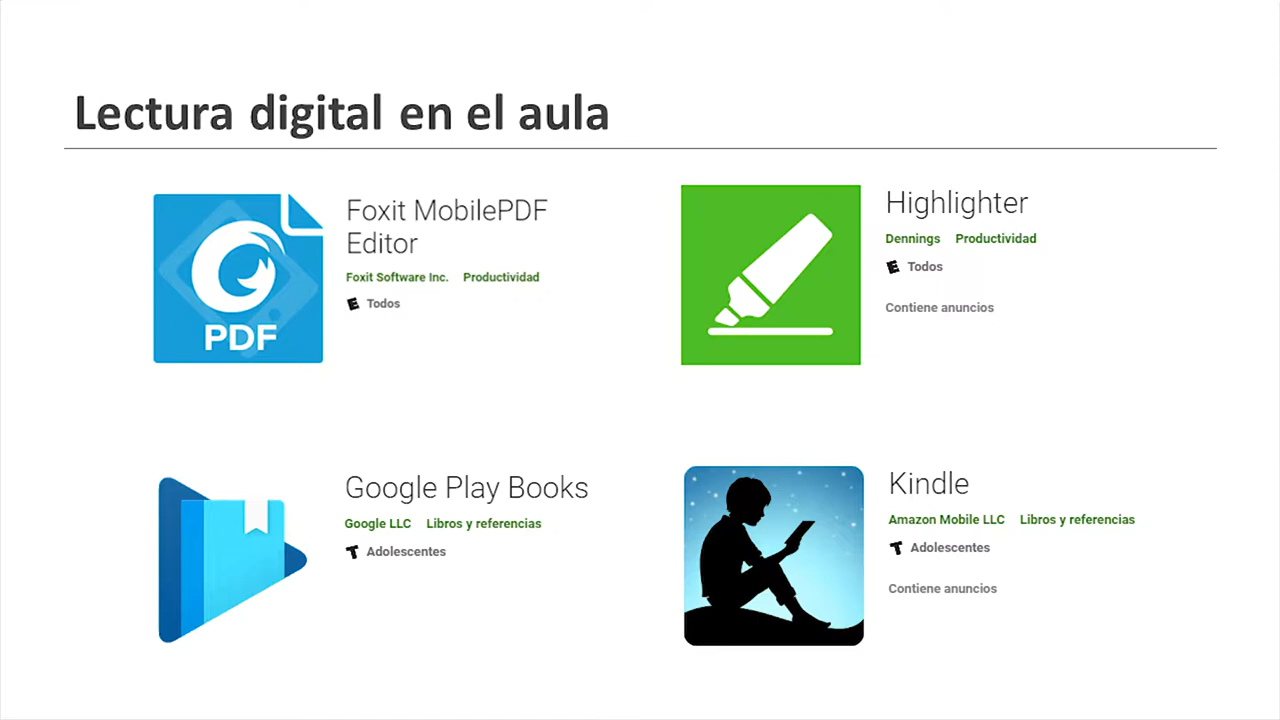 Lectura digital en el aula
PDF
Foxit MobilePDF
Editor
Foxit Software Inc. Productividad
E Todos
Highlighter
Dennings Productividad
E Todos
Contiene anuncios
Google Play Books
Google LLC Libros y referencias
T Adolescentes
Kindle
Amazon Mobile LLC Libros y referencias
T Adolescentes
Contiene anuncios